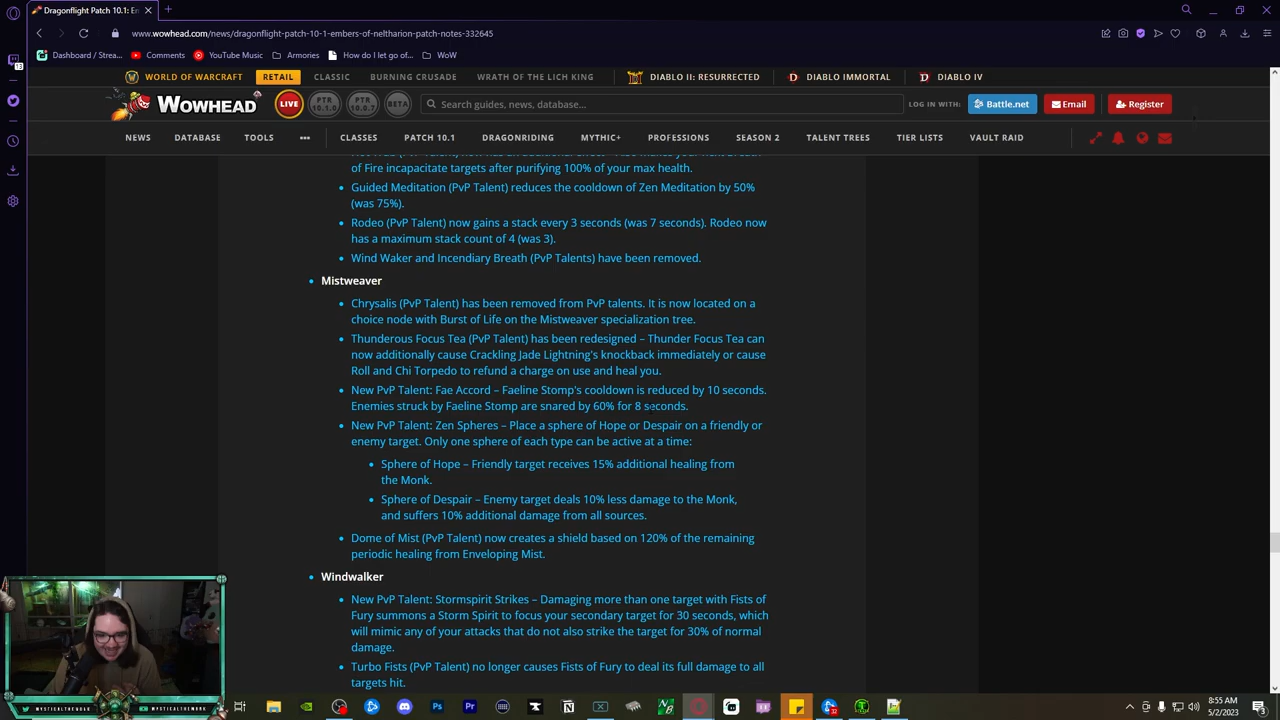 Dragonflight Patch 10.1: Em
www.wowhead.com/news/dragonflight-patch-10-1-embers-of-neltharion-patch-notes-332645
13
Dashboard / Strea...
Comments
YouTube Music
Armories
How do I let go of...
WoW
WORLD OF WARCRAFT
RETAIL
CLASSIC
BURNING CRUSADE
WRATH OF THE LICH KING
DIABLO II: RESURRECTED
DIABLO IMMORTAL
DIABLO IV
WOWHEAD
LIVE
PTR 10.1.0
PTR 10.0.7
BETA
Search guides, news, database...
LOG IN WITH:
Battle.net
Email
Register
NEWS
DATABASE
TOOLS
CLASSES
PATCH 10.1
DRAGONRIDING
MYTHIC+
PROFESSIONS
SEASON 2
TALENT TREES
TIER LISTS
VAULT RAID
of Fire incapacitate targets after purifying 100% of your max health.
Guided Meditation (PvP Talent) reduces the cooldown of Zen Meditation by 50%
(was 75%).
Rodeo (PvP Talent) now gains a stack every 3 seconds (was 7 seconds). Rodeo now
has a maximum stack count of 4 (was 3).
Wind Waker and Incendiary Breath (PvP Talents) have been removed.
Mistweaver
Chrysalis (PvP Talent) has been removed from PvP talents. It is now located on a
choice node with Burst of Life on the Mistweaver specialization tree.
Thunderous Focus Tea (PvP Talent) has been redesigned – Thunder Focus Tea can
now additionally cause Crackling Jade Lightning's knockback immediately or cause
Roll and Chi Torpedo to refund a charge on use and heal you.
New PvP Talent: Fae Accord – Faeline Stomp's cooldown is reduced by 10 seconds.
Enemies struck by Faeline Stomp are snared by 60% for 8 seconds.
New PvP Talent: Zen Spheres – Place a sphere of Hope or Despair on a friendly or
enemy target. Only one sphere of each type can be active at a time:
Sphere of Hope – Friendly target receives 15% additional healing from
the Monk.
Sphere of Despair – Enemy target deals 10% less damage to the Monk,
and suffers 10% additional damage from all sources.
Dome of Mist (PvP Talent) now creates a shield based on 120% of the remaining
periodic healing from Enveloping Mist.
Windwalker
New PvP Talent: Stormspirit Strikes – Damaging more than one target with Fists of
Fury summons a Storm Spirit to focus your secondary target for 30 seconds, which
will mimic any of your attacks that do not also strike the target for 30% of normal
damage.
Turbo Fists (PvP Talent) no longer causes Fists of Fury to deal its full damage to all
targets hit.
MYSTICALTHEWOLK
MYSTICALTHEMONK
8:55 AM
5/2/2023